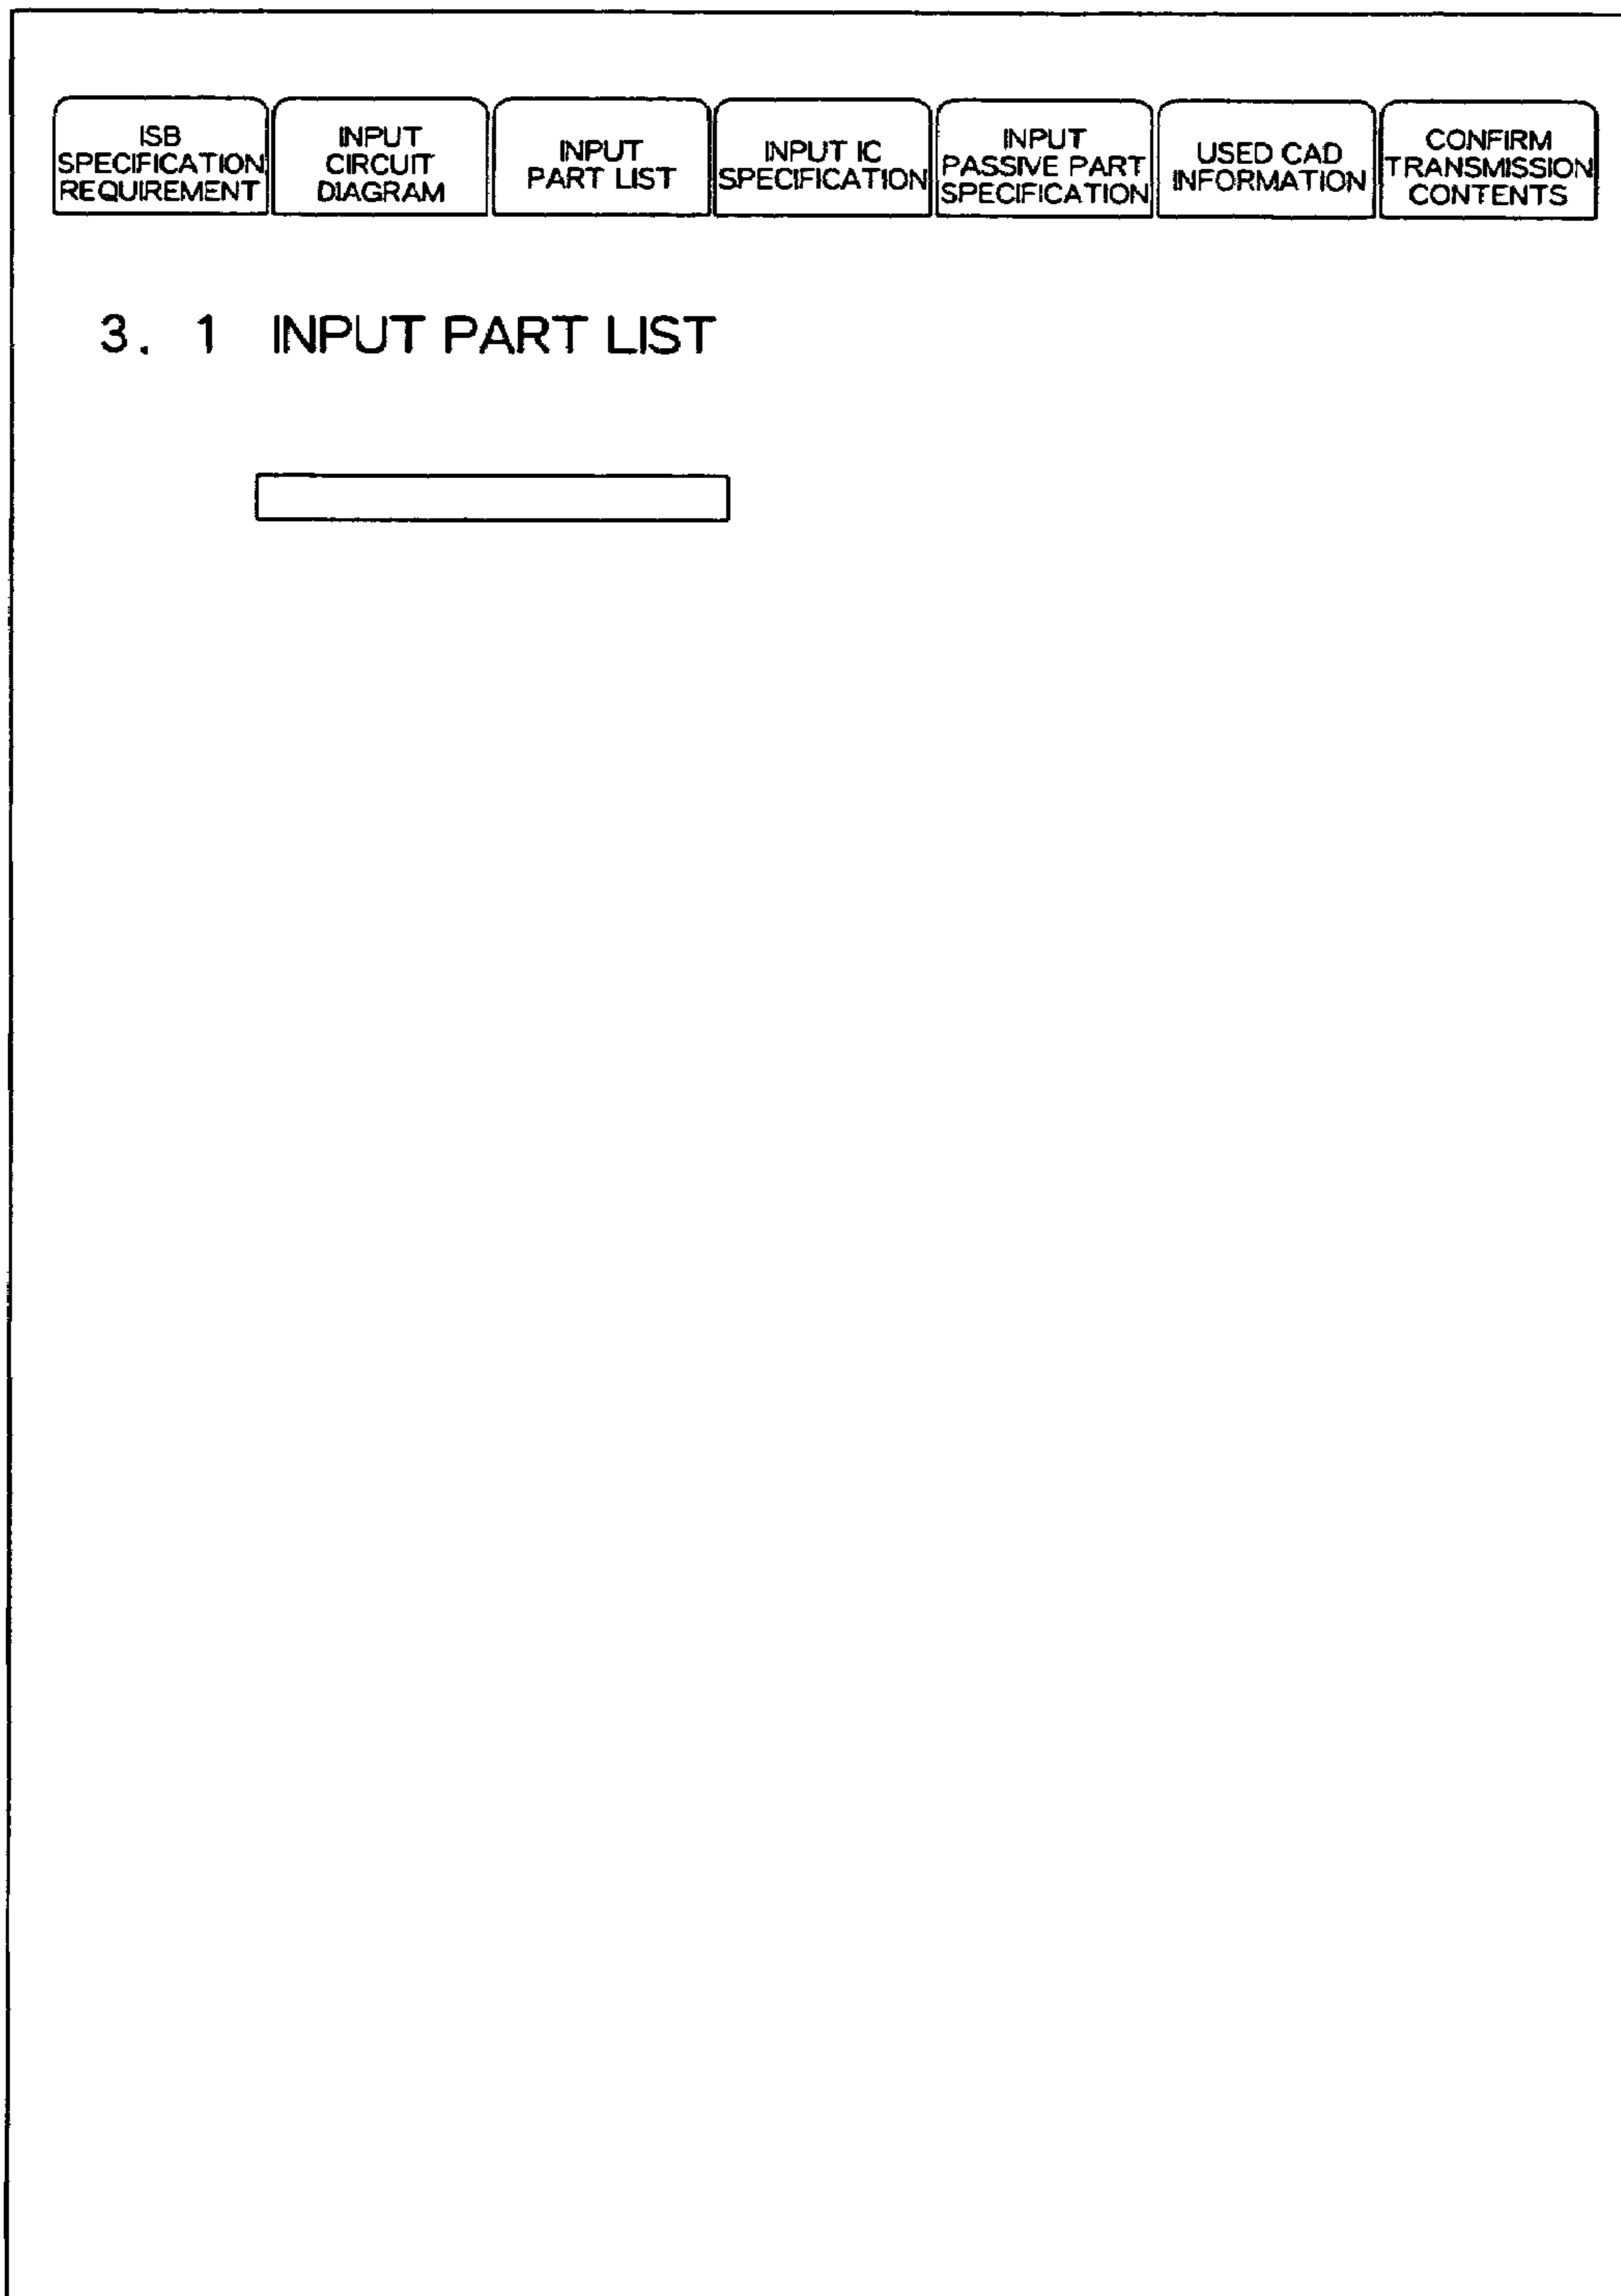 ISB
SPECIFICATION
REQUIREMENT
INPUT
CIRCUIT
DIAGRAM
INPUT
PART LIST
INPUT IC
SPECIFICATION
INPUT
PASSIVE PART
SPECIFICATION
USED CAD
INFORMATION
CONFIRM
TRANSMISSION
CONTENTS
3. 1 INPUT PART LIST